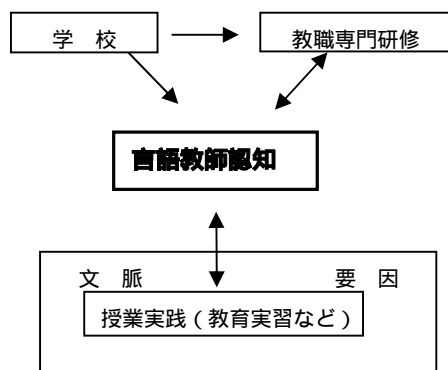 学 校
教職専門研修
言語教師認知
文 脈 要 因
授業実践（教育実習など）